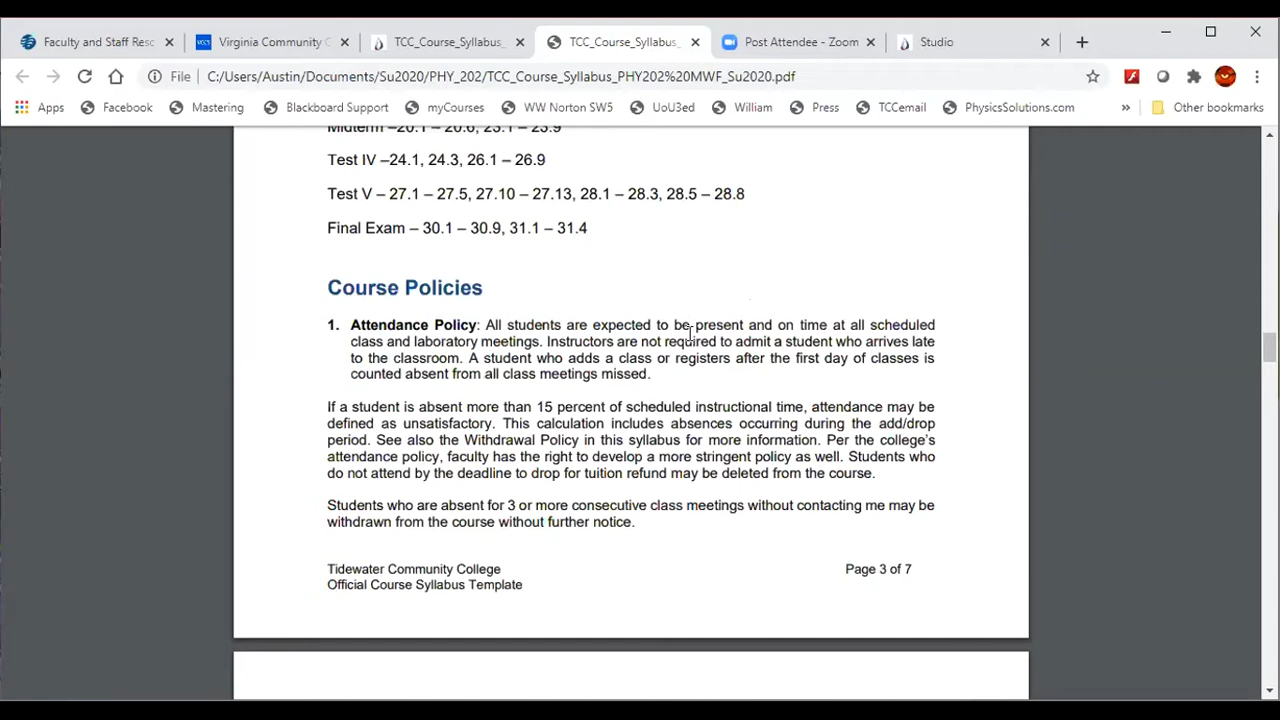 Faculty and Staff Reso
Virginia Community C
TCC_Course_Syllabus_
TCC_Course_Syllabus_
Post Attendee - Zoom
Studio
File
C:/Users/Austin/Documents/Su2020/PHY_202/TCC_Course_Syllabus_PHY202%20MWF_Su2020.pdf
Apps Facebook Mastering Blackboard Support myCourses WW Norton SW5 UoU3ed William Press TCCemail PhysicsSolutions.com » Other bookmarks
Midterm –20.1 – 20.6, 23.1 – 23.9
Test IV –24.1, 24.3, 26.1 – 26.9
Test V – 27.1 – 27.5, 27.10 – 27.13, 28.1 – 28.3, 28.5 – 28.8
Final Exam – 30.1 – 30.9, 31.1 – 31.4
Course Policies
1. Attendance Policy: All students are expected to be present and on time at all scheduled
class and laboratory meetings. Instructors are not required to admit a student who arrives late
to the classroom. A student who adds a class or registers after the first day of classes is
counted absent from all class meetings missed.
If a student is absent more than 15 percent of scheduled instructional time, attendance may be
defined as unsatisfactory. This calculation includes absences occurring during the add/drop
period. See also the Withdrawal Policy in this syllabus for more information. Per the college's
attendance policy, faculty has the right to develop a more stringent policy as well. Students who
do not attend by the deadline to drop for tuition refund may be deleted from the course.
Students who are absent for 3 or more consecutive class meetings without contacting me may be
withdrawn from the course without further notice.
Tidewater Community College
Official Course Syllabus Template
Page 3 of 7